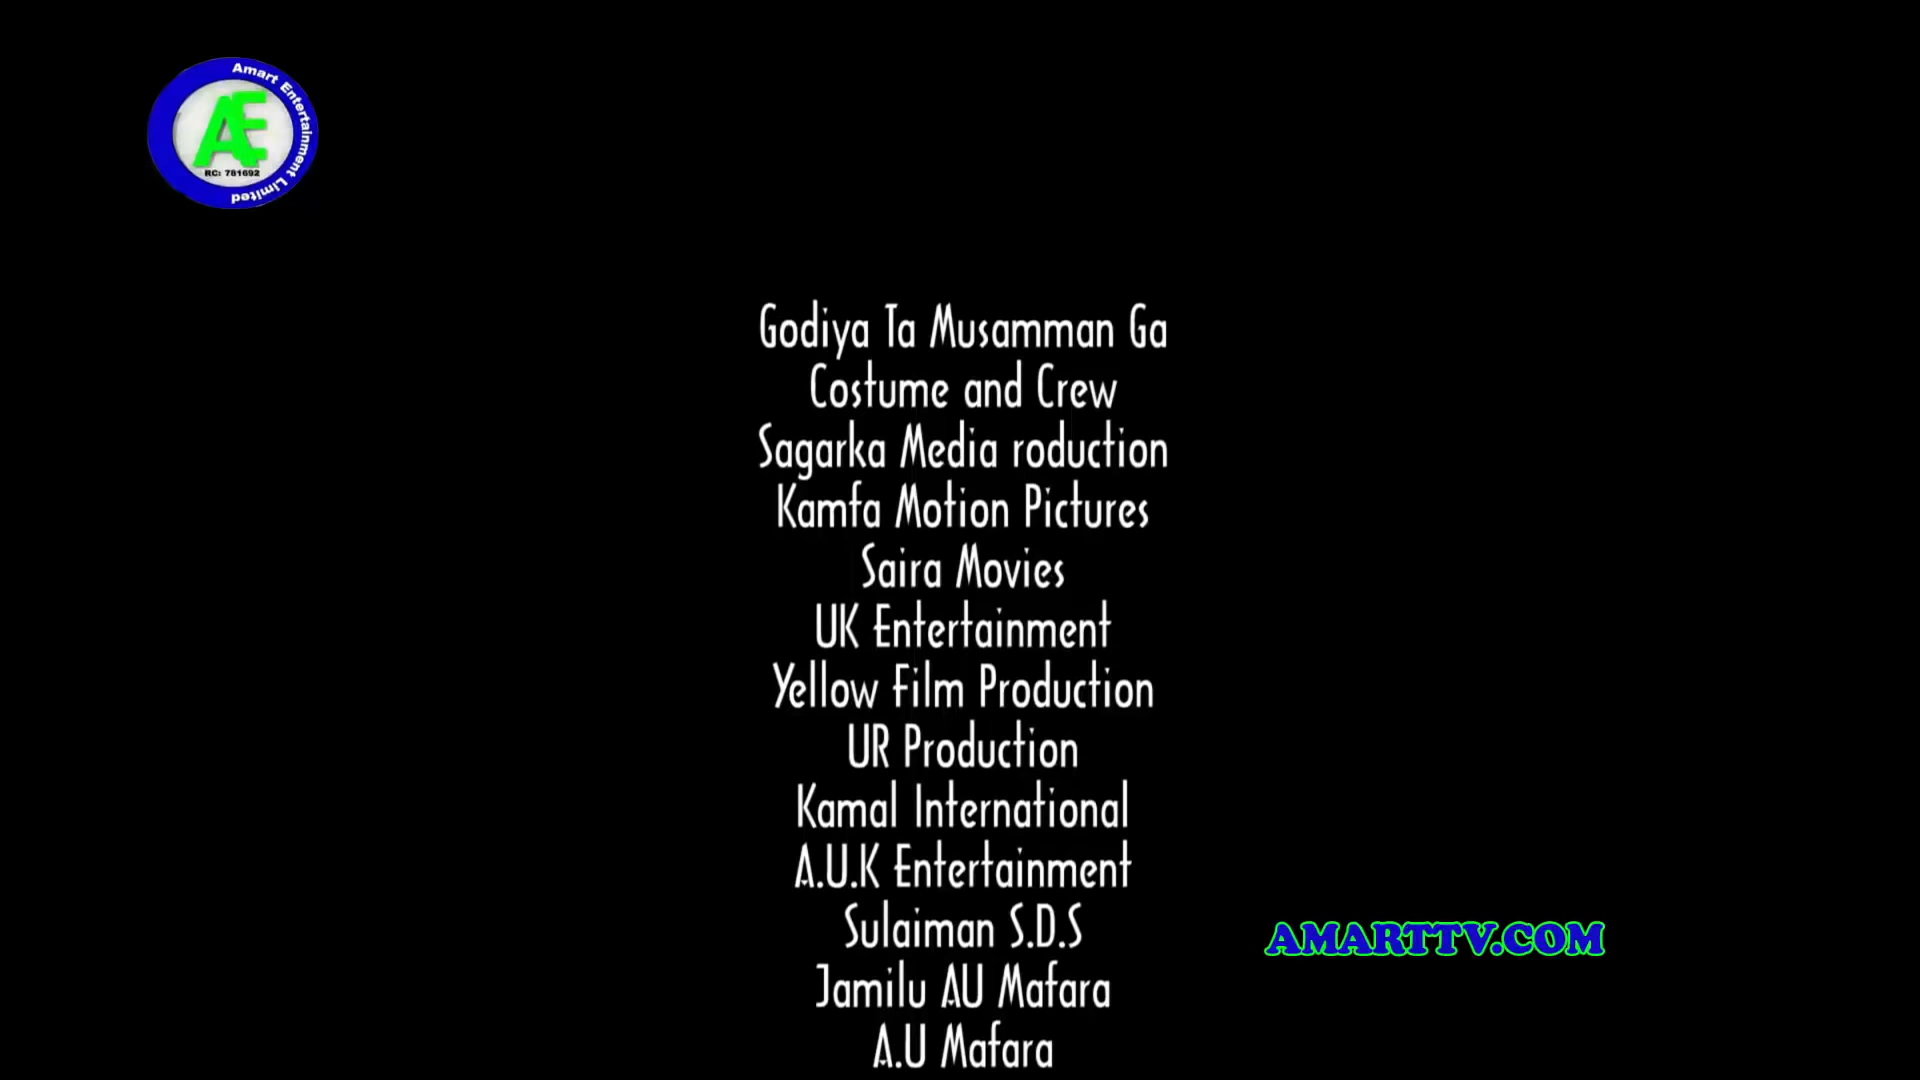 Amart Entertainment Limited
AE
RC: 781692
Godiya Ta Musamman Ga
Costume and Crew
Sagarka Media roduction
Kamfa Motion Pictures
Saira Movies
UK Entertainment
Yellow Film Production
UR Production
Kamal International
A.U.K Entertainment
Sulaiman S.D.S
AMARTTV.COM
Jamilu AU Mafara
A.U Mafara